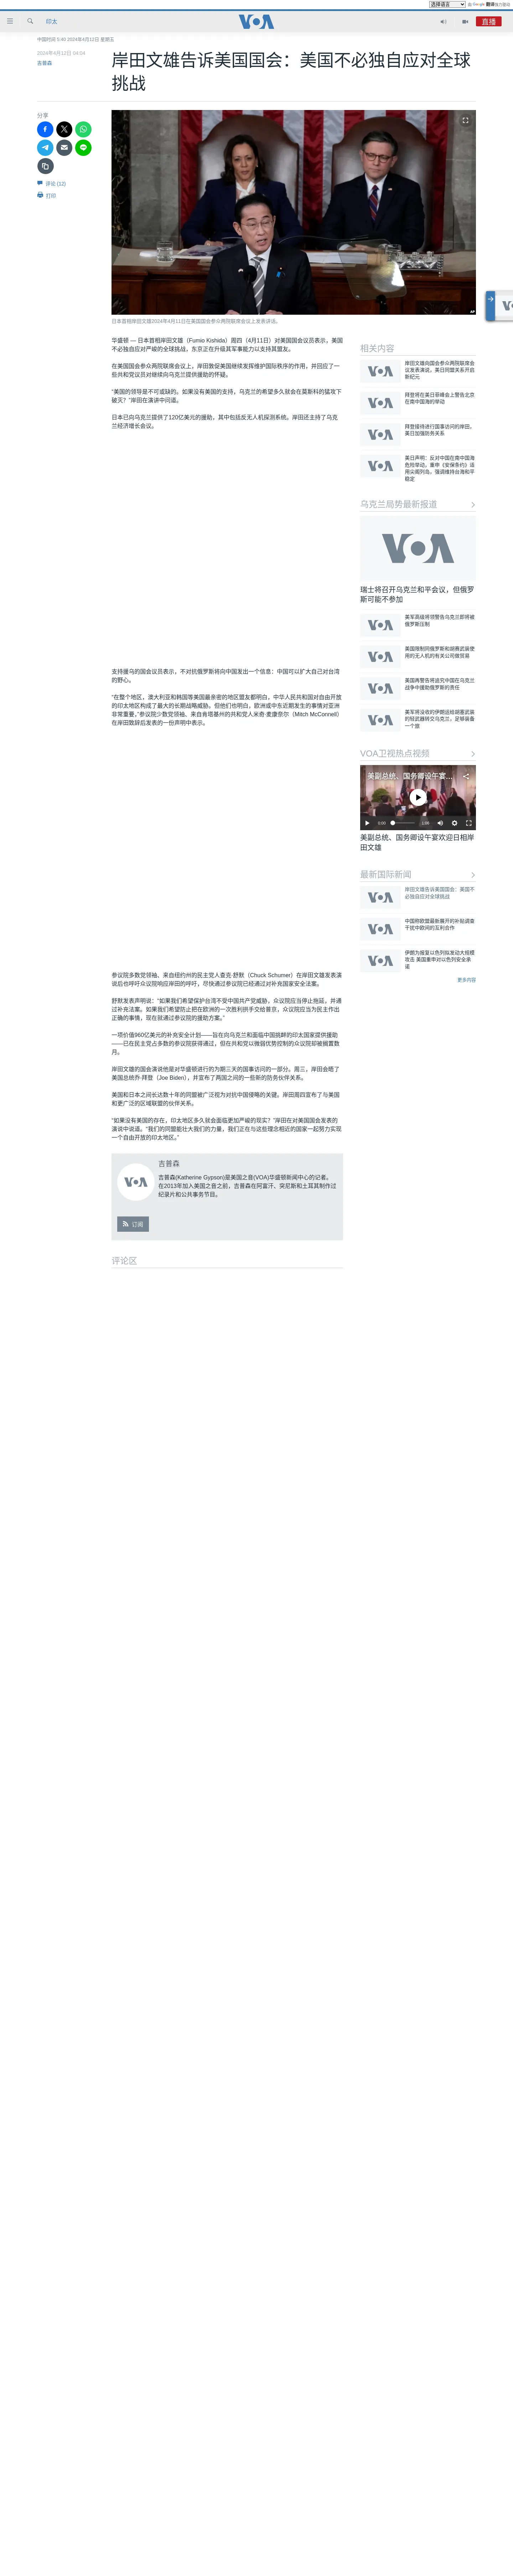 选择语言
由 Google 翻译强力驱动
印太
VOA
直播
中国时间 5:40 2024年4月12日 星期五
2024年4月12日 04:04
吉普森
岸田文雄告诉美国国会：美国不必独自应对全球
挑战
分享
评论 (12)
打印
AP
日本首相岸田文雄2024年4月11日在美国国会参众两院联席会议上发表讲话。
华盛顿 — 日本首相岸田文雄（Fumio Kishida）周四（4月11日）对美国国会议员表示，美国
不必独自应对严峻的全球挑战，东京正在升级其军事能力以支持其盟友。
在美国国会参众两院联席会议上，岸田敦促美国继续发挥维护国际秩序的作用，并回应了一
些共和党议员对继续向乌克兰提供援助的怀疑。
“美国的领导是不可或缺的。如果没有美国的支持，乌克兰的希望多久就会在莫斯科的猛攻下
破灭？”岸田在演讲中问道。
日本已向乌克兰提供了120亿美元的援助，其中包括反无人机探测系统。岸田还主持了乌克
兰经济增长会议。
支持援乌的国会议员表示，不对抗俄罗斯将向中国发出一个信息：中国可以扩大自己对台湾
的野心。
“在整个地区，澳大利亚和韩国等美国最亲密的地区盟友都明白，中华人民共和国对自由开放
的印太地区构成了最大的长期战略威胁。但他们也明白，欧洲或中东近期发生的事情对亚洲
非常重要，”参议院少数党领袖、来自肯塔基州的共和党人米奇·麦康奈尔（Mitch McConnell）
在岸田致辞后发表的一份声明中表示。
参议院多数党领袖、来自纽约州的民主党人查克·舒默（Chuck Schumer）在岸田文雄发表演
说后也呼吁众议院响应岸田的呼吁，尽快通过参议院已经通过对补充国家安全法案。
舒默发表声明说：“如果我们希望保护台湾不受中国共产党威胁，众议院应当停止拖延，并通
过补充法案。如果我们希望防止把在欧洲的一次胜利拱手交给普京，众议院应当为民主作出
正确的事情，现在就通过参议院的援助方案。”
一项价值960亿美元的补充安全计划——旨在向乌克兰和面临中国挑衅的印太国家提供援助
——已在民主党占多数的参议院获得通过，但在共和党以微弱优势控制的众议院却被搁置数
月。
岸田文雄的国会演说他是对华盛顿进行的为期三天的国事访问的一部分。周三，岸田会晤了
美国总统乔·拜登（Joe Biden），并宣布了两国之间的一些新的防务伙伴关系。
美国和日本之间长达数十年的同盟被广泛视为对抗中国侵略的关键。岸田周四宣布了与美国
和更广泛的区域联盟的伙伴关系。
“如果没有美国的存在，印太地区多久就会面临更加严峻的现实？”岸田在对美国国会发表的
演说中说道。“我们的同盟能壮大我们的力量，我们正在与这些理念相近的国家一起努力实现
一个自由开放的印太地区。”
VOA
吉普森
吉普森(Katherine Gypson)是美国之音(VOA)华盛顿新闻中心的记者。
在2013年加入美国之音之前，吉普森在阿富汗、突尼斯和土耳其制作过
纪录片和公共事务节目。
订阅
评论区
相关内容
VOA
岸田文雄向国会参众两院联席会
议发表演说，美日同盟关系开启
新纪元
VOA
拜登将在美日菲峰会上警告北京
在南中国海的举动
VOA
拜登接待进行国事访问的岸田，
美日加强防务关系
VOA
美日声明：反对中国在南中国海
危险举动，重申《安保条约》适
用尖阁列岛，强调维持台海和平
稳定
乌克兰局势最新报道
VOA
瑞士将召开乌克兰和平会议，但俄罗
斯可能不参加
VOA
美军高级将领警告乌克兰即将被
俄罗斯压制
VOA
美国限制同俄罗斯和胡赛武装使
用的无人机的有关公司做贸易
VOA
美国再警告将追究中国在乌克兰
战争中援助俄罗斯的责任
VOA
美军将没收的伊朗运给胡塞武装
的轻武器转交乌克兰，足够装备
一个旅
VOA卫视热点视频
美副总统、国务卿设午宴...
0:00
1:09
美副总统、国务卿设午宴欢迎日相岸
田文雄
最新国际新闻
VOA
岸田文雄告诉美国国会：美国不
必独自应对全球挑战
VOA
中国称欧盟最新展开的补贴调查
干扰中欧间的互利合作
VOA
伊朗为报复以色列拟发动大规模
攻击 美国重申对以色列安全承
诺
更多内容